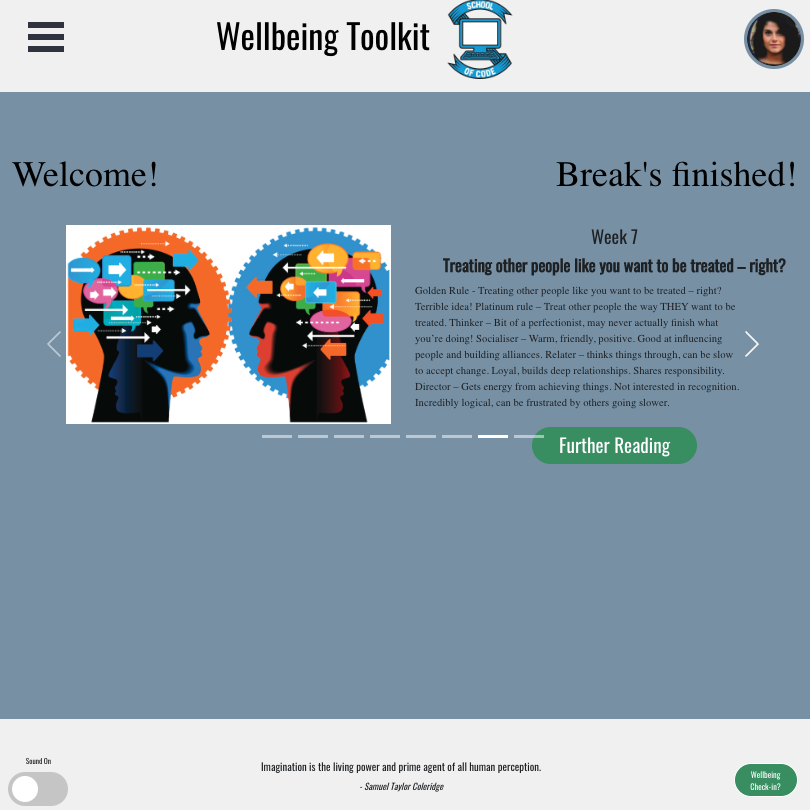 Wellbeing Toolkit
SCHOOL
OF CODE
Welcome!
Break's finished!
Week 7
Treating other people like you want to be treated – right?
Golden Rule - Treating other people like you want to be treated – right?
Terrible idea! Platinum rule – Treat other people the way THEY want to be
treated. Thinker – Bit of a perfectionist, may never actually finish what
you’re doing! Socialiser – Warm, friendly, positive. Good at influencing
people and building alliances. Relater – thinks things through, can be slow
to accept change. Loyal, builds deep relationships. Shares responsibility.
Director – Gets energy from achieving things. Not interested in recognition.
Incredibly logical, can be frustrated by others going slower.
Further Reading
Sound On
Imagination is the living power and prime agent of all human perception.
- Samuel Taylor Coleridge
Wellbeing
Check-in?